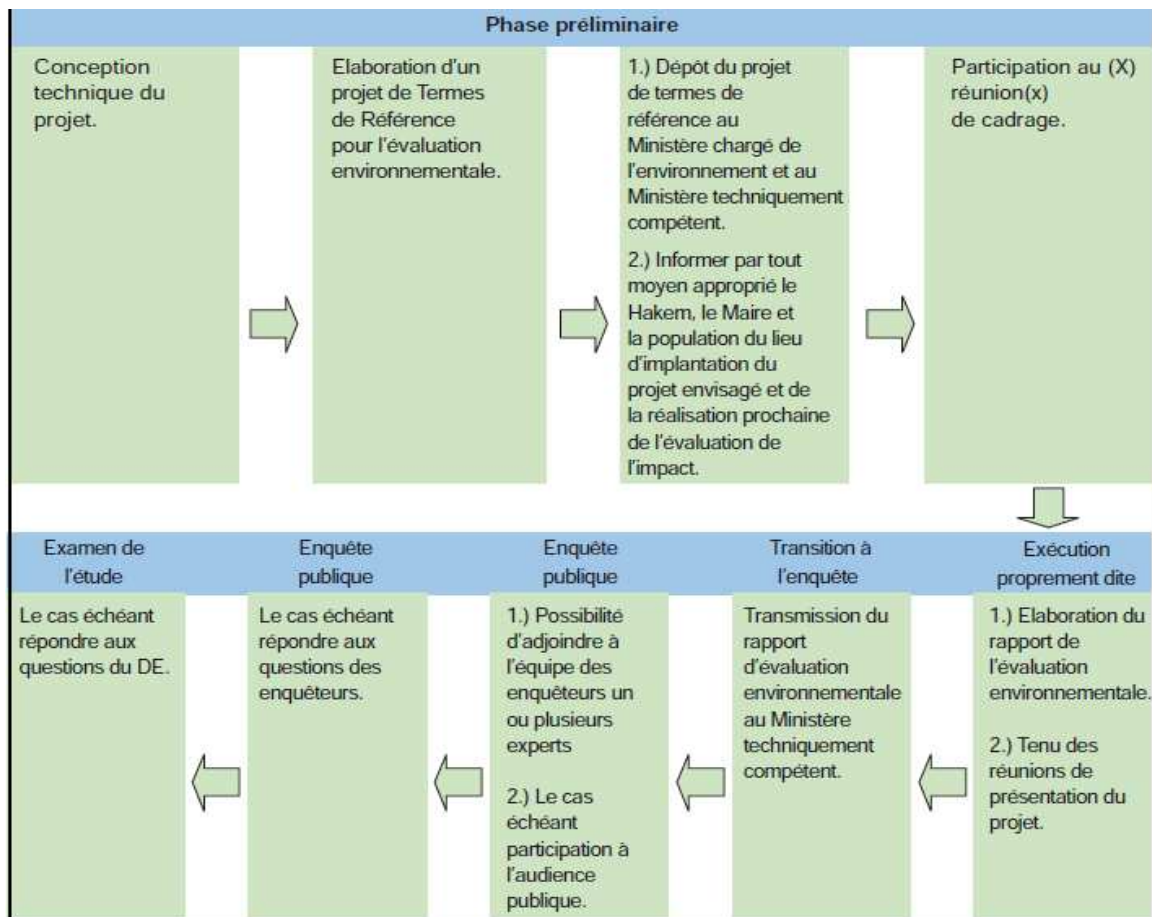 Phase préliminaire
Conception
technique du
projet.
Elaboration d'un
projet de Termes
de Référence
pour l'évaluation
environnementale.
1.) Dépôt du projet
de termes de
référence au
Ministère chargé de
l'environnement et au
Ministère techniquement
compétent.
2.) Informer par tout
moyen approprié le
Hakem, le Maire et
la population du lieu
d'implantation du
projet envisagé et de
la réalisation prochaine
de l'évaluation de
l'impact.
Participation au (X)
réunion(x)
de cadrage.
Exécution
proprement dîte
1.) Elaboration du
rapport de
l'évaluation
environnementale.
2.) Tenu des
réunions de
présentation du
projet.
Transition à
l'enquête
Transmission du
rapport
d'évaluation
environnementale
au Ministère
techniquement
compétent.
Enquête
publique
1.) Possibilité
d'adjoindre à
l'équipe des
enquêteurs un
ou plusieurs
experts
2.) Le cas
échéant
participation à
l'audience
publique.
Enquête
publique
Le cas échéant
répondre aux
questions des
enquêteurs.
Examen de
l'étude
Le cas échéant
répondre aux
questions du DE.